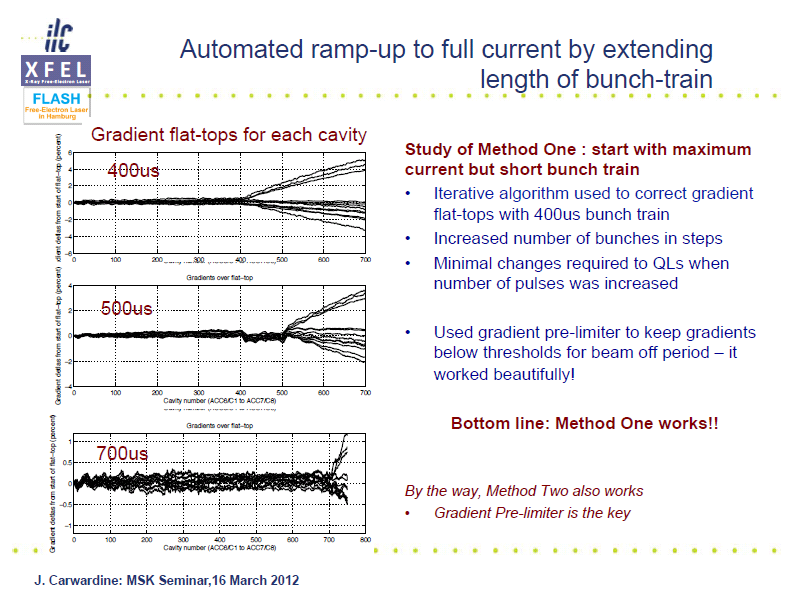 ilc
XFEL
X-Ray Free-Electron Laser
FLASH
Free-Electron Laser
in Hamburg
Automated ramp-up to full current by extending
length of bunch-train
Gradient flat-tops for each cavity
400us
dient deltas from start of flat-top (percent)
6
4
2
0
-2
-4
-6
0 100 200 300 400 500 600 700 800
Gradients over flat-top
500us
Gradient deltas from start of flat-top (percent)
4
2
0
-2
-4
0 100 200 300 400 500 600 700 800
Cavity number (ACC6/C1 to ACC7/C8)
Gradients over flat-top
700us
Gradient deltas from start of flat-top (percent)
1
0.5
0
-0.5
-1
0 100 200 300 400 500 600 700 800
Cavity number (ACC6/C1 to ACC7/C8)
Study of Method One : start with maximum
current but short bunch train
• Iterative algorithm used to correct gradient
flat-tops with 400us bunch train
• Increased number of bunches in steps
• Minimal changes required to QLs when
number of pulses was increased
• Used gradient pre-limiter to keep gradients
below thresholds for beam off period – it
worked beautifully!
Bottom line: Method One works!!
By the way, Method Two also works
• Gradient Pre-limiter is the key
J. Carwardine: MSK Seminar,16 March 2012